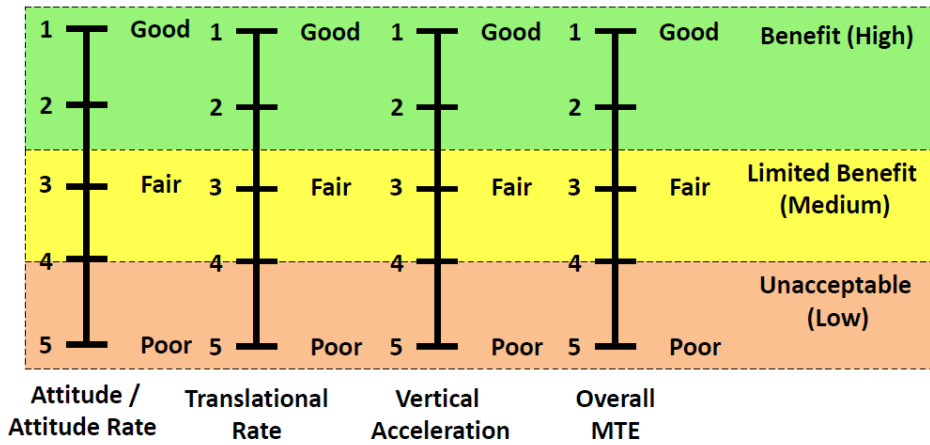 1 Good 1 Good 1 Good 1 Good Benefit (High)
2 2 2 2
3 Fair 3 Fair 3 Fair 3 Fair Limited Benefit
(Medium)
4 4 4 4
Unacceptable
(Low)
5 Poor 5 Poor 5 Poor 5 Poor
Attitude / Translational Vertical Overall
Attitude Rate Rate Acceleration MTE